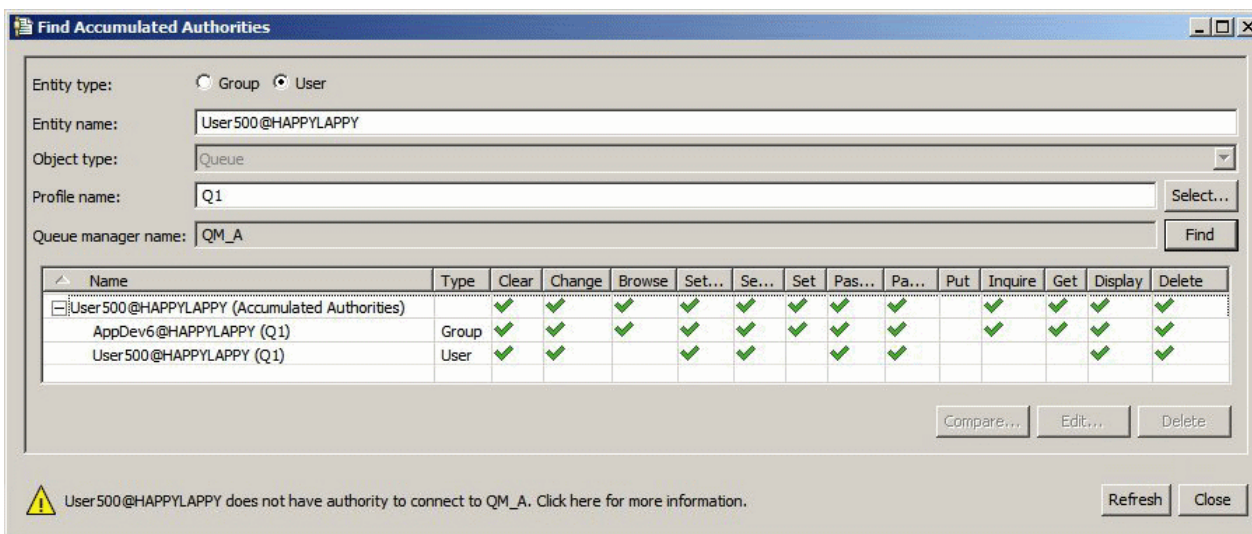 Find Accumulated Authorities
Entity type: Group User
Entity name: User500@HAPPYLAPPY
Object type: Queue
Profile name: Q1 Select...
Queue manager name: QM_A Find
Name Type Clear Change Browse Set... Se... Set Pas... Pa... Put Inquire Get Display Delete
User500@HAPPYLAPPY (Accumulated Authorities)
AppDev6@HAPPYLAPPY (Q1) Group
User500@HAPPYLAPPY (Q1) User
Compare... Edit... Delete
User500@HAPPYLAPPY does not have authority to connect to QM_A. Click here for more information. Refresh Close